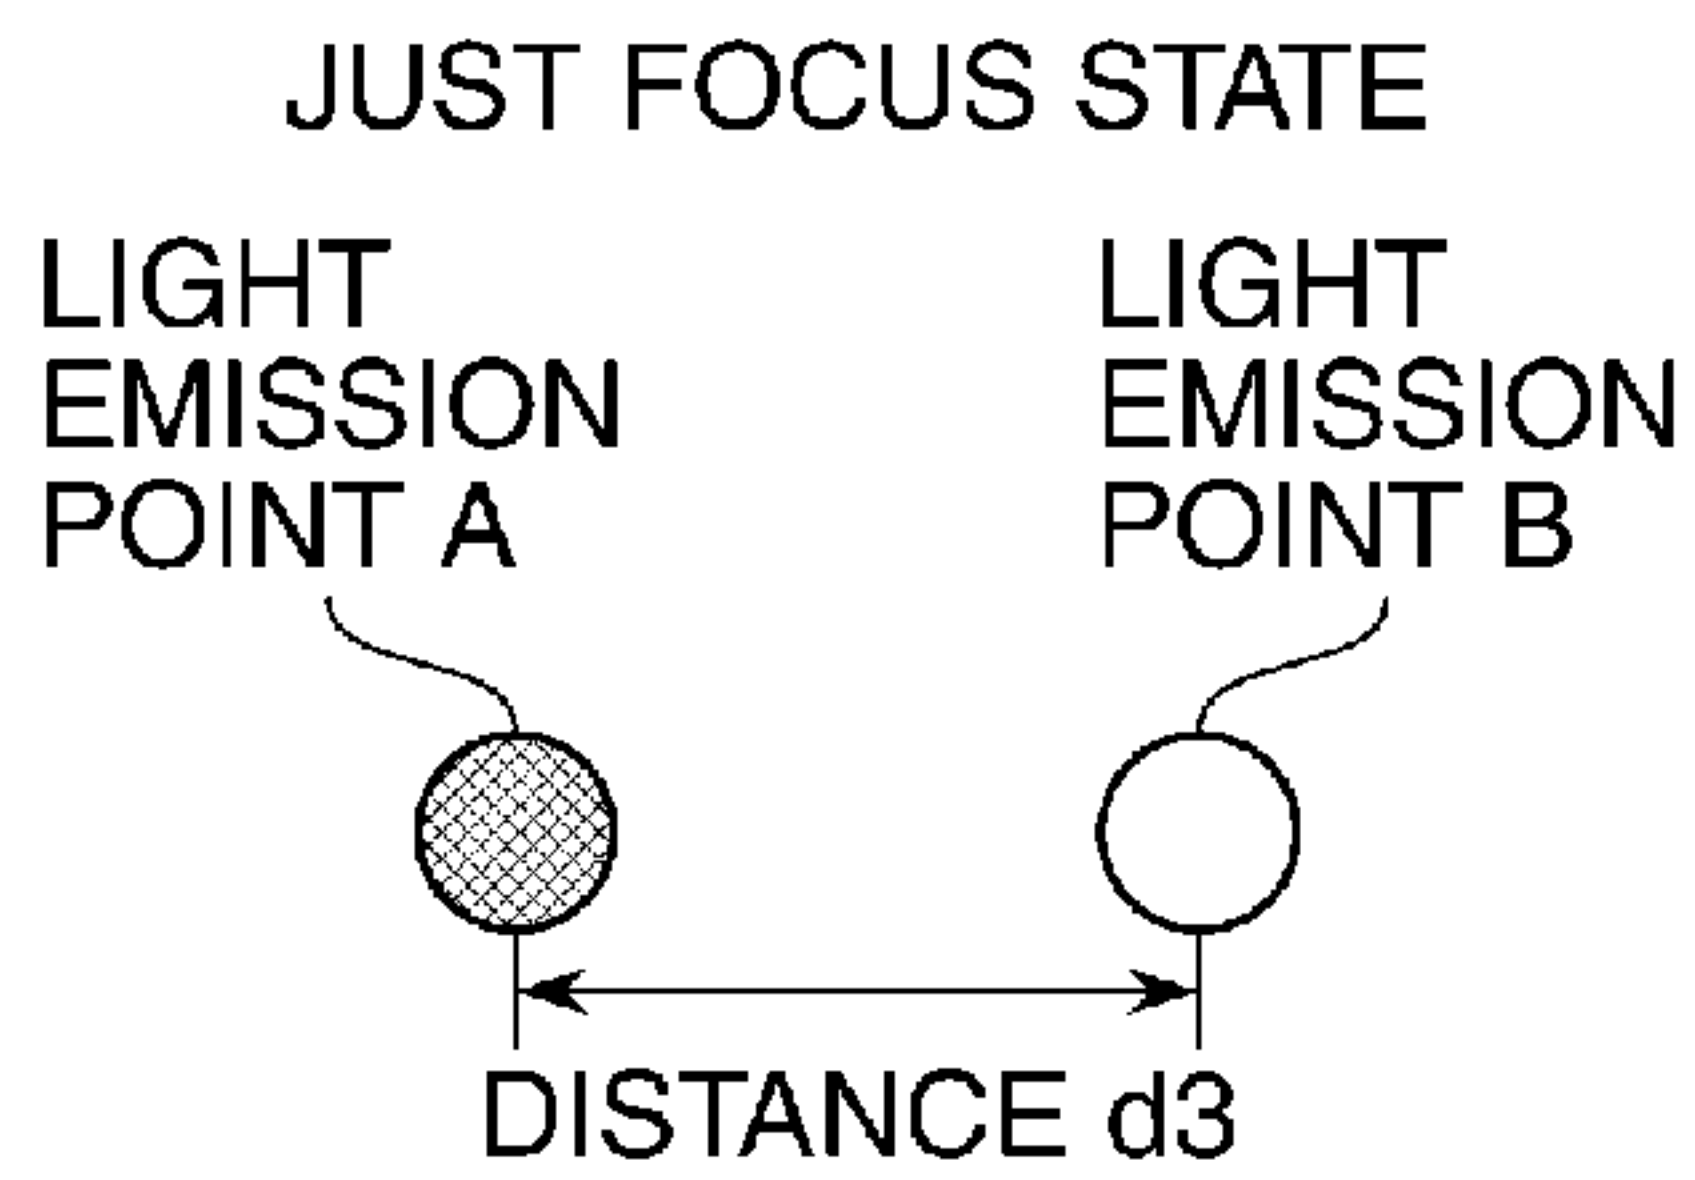 JUST FOCUS STATE
LIGHT
EMISSION
POINT A
LIGHT
EMISSION
POINT B
DISTANCE d3